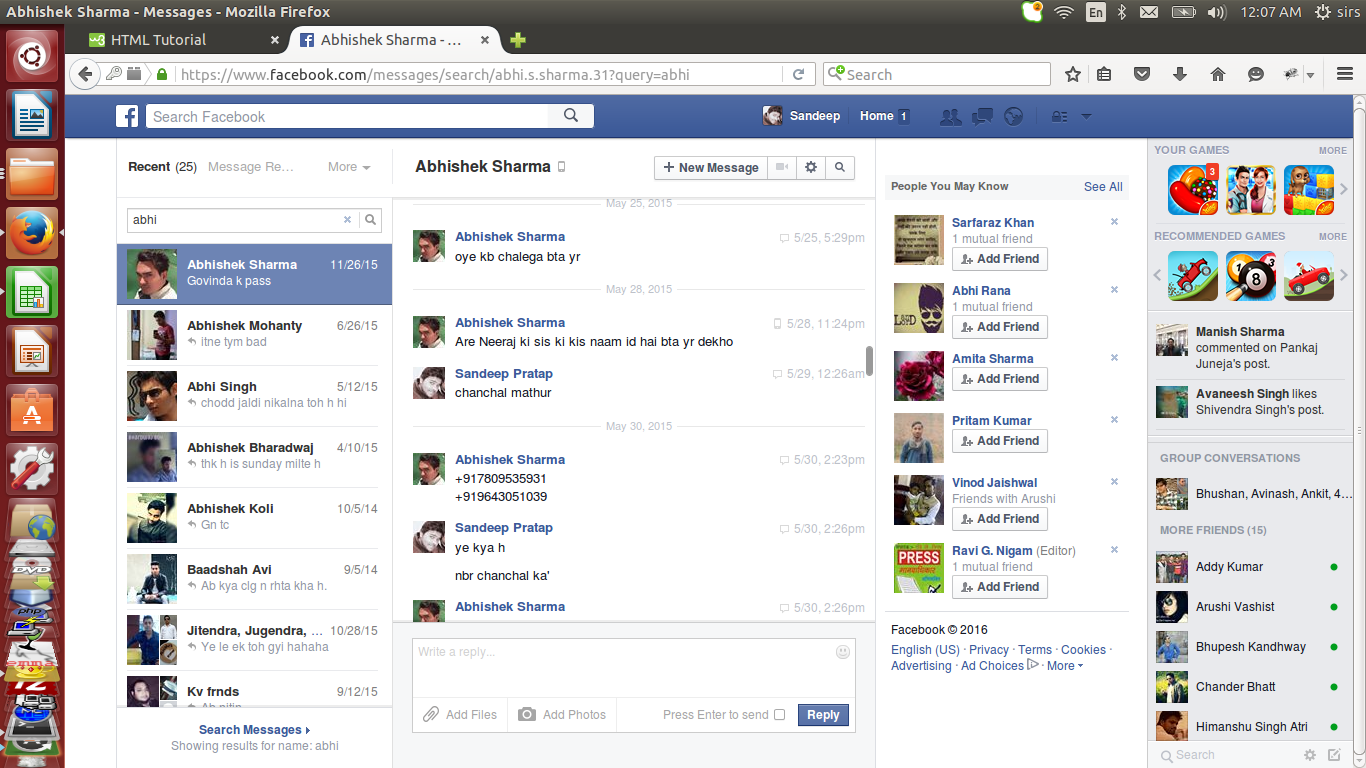 Abhishek Sharma - Messages - Mozilla Firefox
2
En
12:07 AM
sirs
HTML Tutorial
Abhishek Sharma - ...
https://www.facebook.com/messages/search/abhi.s.sharma.31?query=abhi
Search
Search Facebook
Sandeep
Home 1
Recent (25)
Message Re...
More
abhi
Abhishek Sharma 11/26/15
Govinda k pass
Abhishek Mohanty 6/26/15
itne tym bad
Abhi Singh 5/12/15
chodd jaldi nikalna toh h hi
Abhishek Bharadwaj 4/10/15
thk h is sunday milte h
Abhishek Koli 10/5/14
Gn tc
Baadshah Avi 9/5/14
Ab kya clg n rhta kha h.
Jitendra, Jugendra, ... 10/28/15
Ye le ek toh gyi hahaha
Kv frnds 9/12/15
Ab nitin
Search Messages
Showing results for name: abhi
Abhishek Sharma
+ New Message
May 25, 2015
Abhishek Sharma 5/25, 5:29pm
oye kb chalega bta yr
May 28, 2015
Abhishek Sharma 5/28, 11:24pm
Are Neeraj ki sis ki kis naam id hai bta yr dekho
Sandeep Pratap 5/29, 12:26am
chanchal mathur
May 30, 2015
Abhishek Sharma 5/30, 2:23pm
+917809535931
+919643051039
Sandeep Pratap 5/30, 2:26pm
ye kya h
nbr chanchal ka'
Abhishek Sharma 5/30, 2:26pm
Write a reply...
Add Files
Add Photos
Press Enter to send
Reply
People You May Know
See All
Sarfaraz Khan
1 mutual friend
Add Friend
Abhi Rana
1 mutual friend
Add Friend
Amita Sharma
Add Friend
Pritam Kumar
Add Friend
Vinod Jaishwal
Friends with Arushi
Add Friend
PRESS
Ravi G. Nigam (Editor)
1 mutual friend
Add Friend
Facebook © 2016
English (US) · Privacy · Terms · Cookies ·
Advertising · Ad Choices · More
YOUR GAMES MORE
3
RECOMMENDED GAMES MORE
8
Manish Sharma
commented on Pankaj
Juneja's post.
Avaneesh Singh likes
Shivendra Singh's post.
GROUP CONVERSATIONS
Bhushan, Avinash, Ankit, 4...
MORE FRIENDS (15)
Addy Kumar
Arushi Vashist
Bhupesh Kandhway
Chander Bhatt
Himanshu Singh Atri
Search
DVD
php